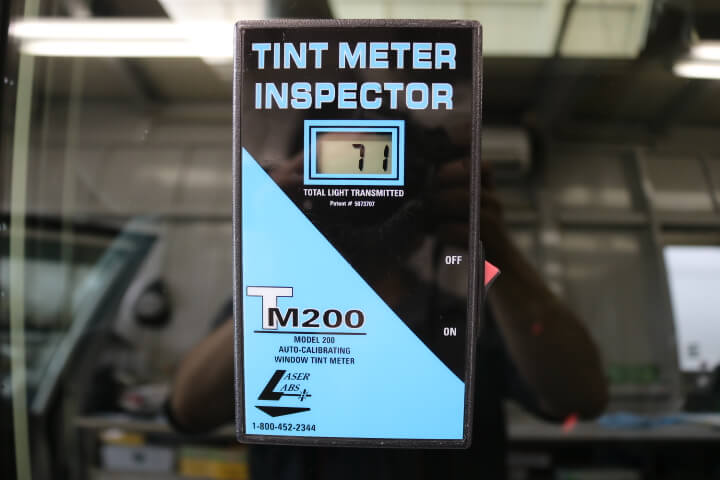 TINT METER
INSPECTOR
71
TOTAL LIGHT TRANSMITTED
Patent # 5073707
OFF
ON
TM200
MODEL 200
AUTO-CALIBRATING
WINDOW TINT METER
LASER
LABS
1-800-452-2344